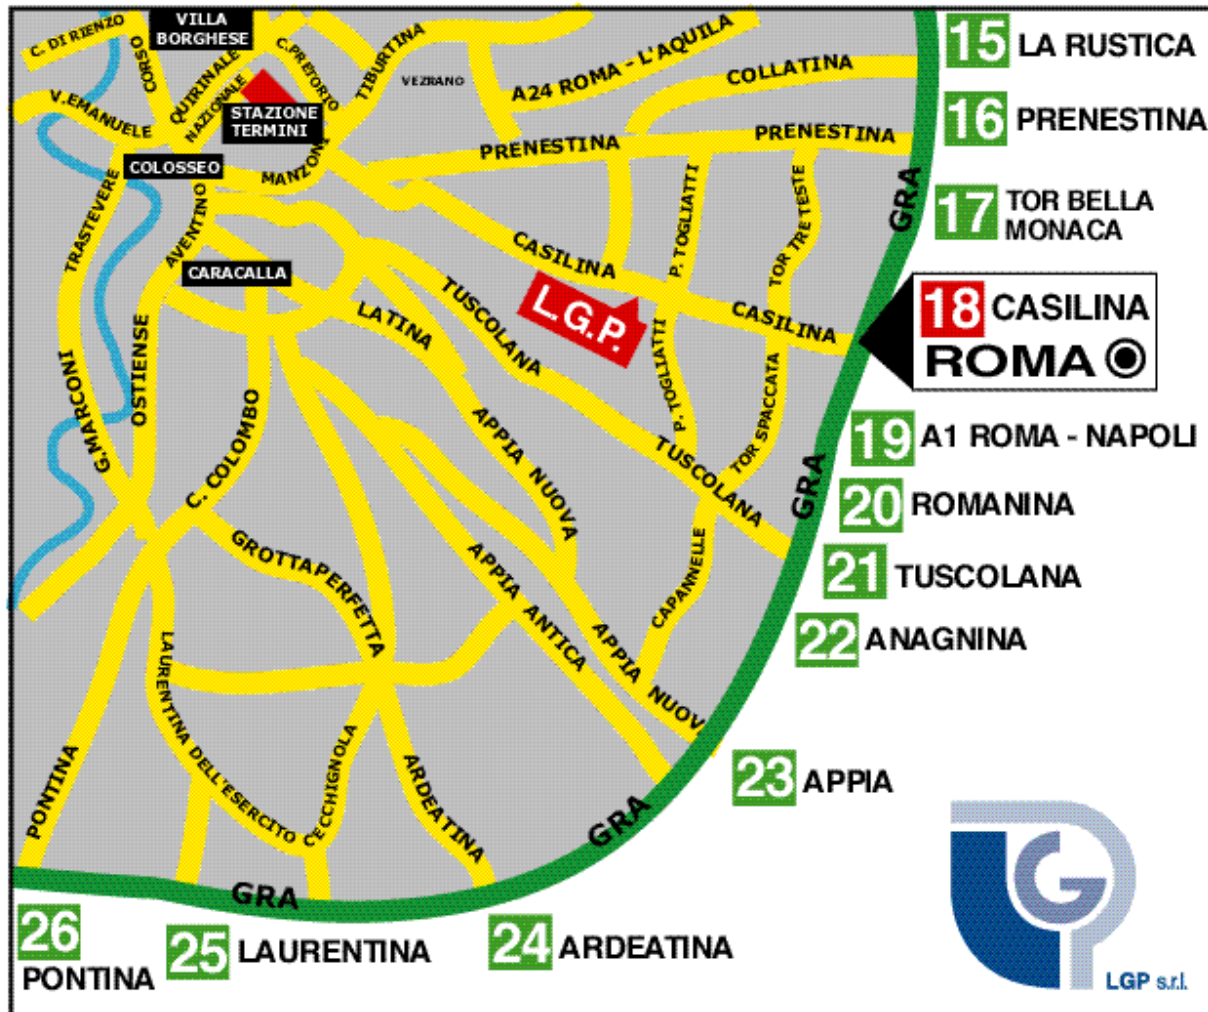 C. DI RIENZO
CORSO
VILLA
BORGHESE
QUIRINALE
NAZIONALE
C.PRETORIO
TIBURTINA
VEZRANO
A24 ROMA - L'AQUILA
COLLATINA
15 LA RUSTICA
V.EMANUELE
STAZIONE
TERMINI
PRENESTINA
PRENESTINA
16 PRENESTINA
COLOSSEO
MANZONI
TRASTEVERE
AVENTINO
P. TOGLIATTI
TOR TRE TESTE
GRA
17 TOR BELLA
MONACA
CARACALLA
CASILINA
TUSCOLANA
L.G.P.
LATINA
CASILINA
18 CASILINA
ROMA
G.MARCONI
OSTIENSE
C. COLOMBO
P. TOGLIATTI
TOR SPACCATA
APPIA NUOVA
TUSCOLANA
GRA
19 A1 ROMA - NAPOLI
20 ROMANINA
GROTTAPERFETTA
APPIA ANTICA
CAPANNELLE
21 TUSCOLANA
22 ANAGNINA
APPIA NUOV
LAURENTINA DELL'ESERCITO
CECCHIGNOLA
ARDEATINA
PONTINA
GRA
23 APPIA
GRA
26
PONTINA
25 LAURENTINA
24 ARDEATINA
LGP s.r.l.